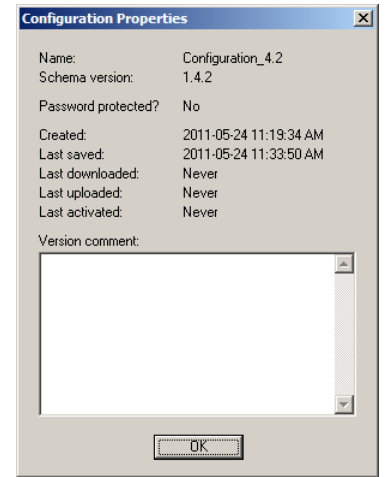 Configuration Properties
Name: Configuration_4.2
Schema version: 1.4.2
Password protected? No
Created: 2011-05-24 11:19:34 AM
Last saved: 2011-05-24 11:33:50 AM
Last downloaded: Never
Last uploaded: Never
Last activated: Never
Version comment:
OK